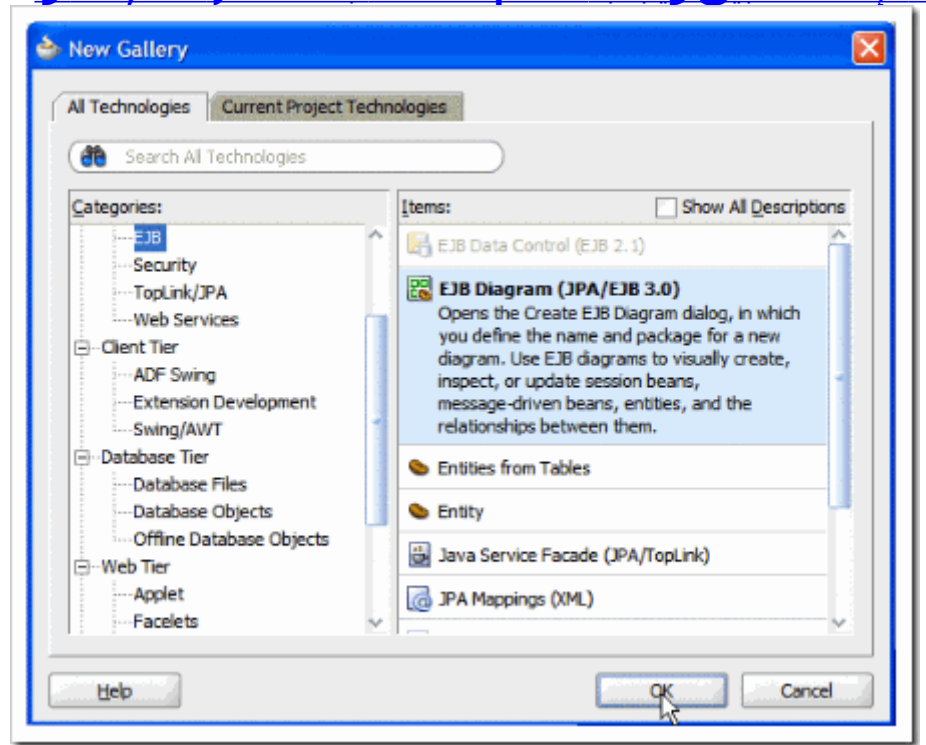 New Gallery
All Technologies
Current Project Technologies
Search All Technologies
Categories:
EJB
Security
TopLink/JPA
Web Services
Client Tier
ADF Swing
Extension Development
Swing/AWT
Database Tier
Database Files
Database Objects
Offline Database Objects
Web Tier
Applet
Facelets
Items:
Show All Descriptions
EJB Data Control (EJB 2.1)
EJB Diagram (JPA/EJB 3.0)
Opens the Create EJB Diagram dialog, in which
you define the name and package for a new
diagram. Use EJB diagrams to visually create,
inspect, or update session beans,
message-driven beans, entities, and the
relationships between them.
Entities from Tables
Entity
Java Service Facade (JPA/TopLink)
JPA Mappings (XML)
Help
OK
Cancel